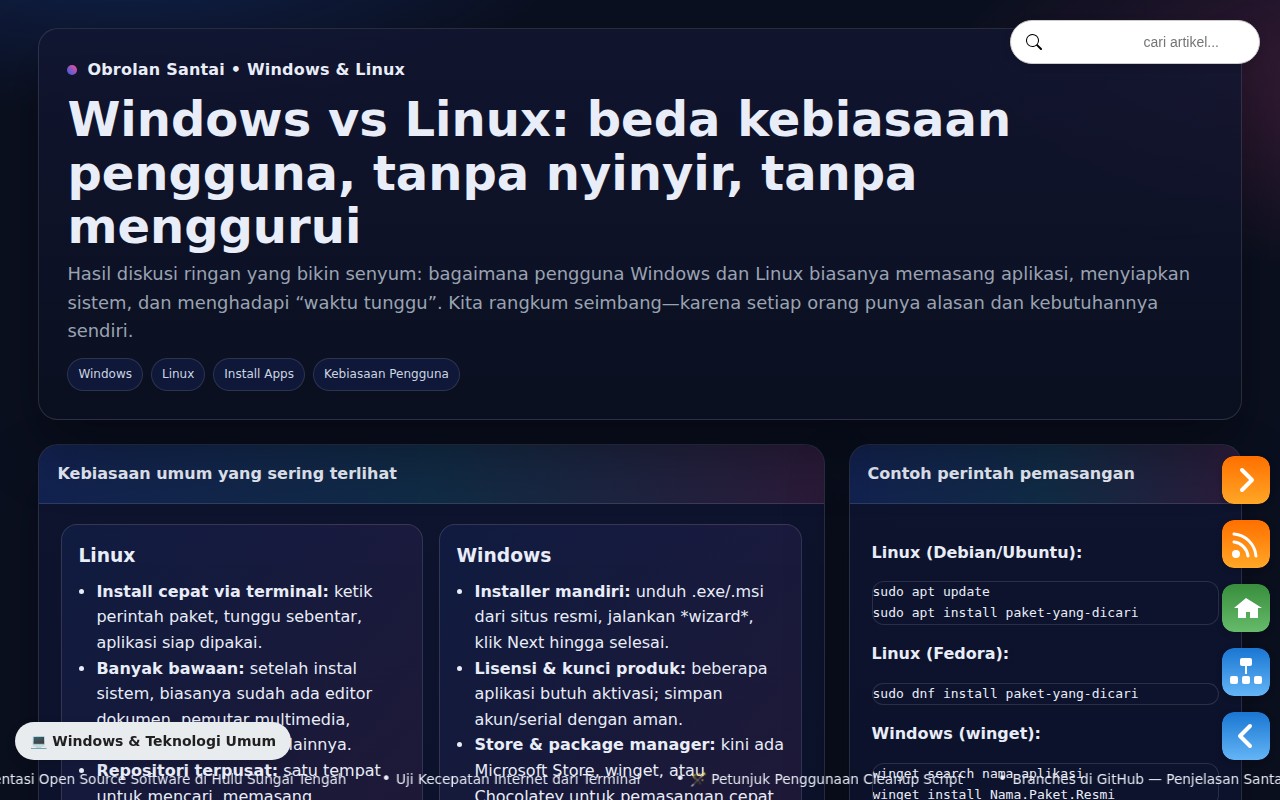 cari artikel...
Obrolan Santai • Windows & Linux
Windows vs Linux: beda kebiasaan
pengguna, tanpa nyinyir, tanpa
menggurui
Hasil diskusi ringan yang bikin senyum: bagaimana pengguna Windows dan Linux biasanya memasang aplikasi, menyiapkan
sistem, dan menghadapi “waktu tunggu”. Kita rangkum seimbang—karena setiap orang punya alasan dan kebutuhannya
sendiri.
Windows Linux Install Apps Kebiasaan Pengguna
Kebiasaan umum yang sering terlihat
Linux
• Install cepat via terminal: ketik
perintah paket, tunggu sebentar,
aplikasi siap dipakai.
• Banyak bawaan: setelah instal
sistem, biasanya sudah ada editor
dokumen, pemutar multimedia,
lainnya.
• Repositori terpusat: satu tempat
untuk mencari, memasang
Windows
• Installer mandiri: unduh .exe/.msi
dari situs resmi, jalankan *wizard*,
klik Next hingga selesai.
• Lisensi & kunci produk: beberapa
aplikasi butuh aktivasi; simpan
akun/serial dengan aman.
• Store & package manager: kini ada
Microsoft Store, winget, atau
Chocolatey untuk pemasangan cepat
Contoh perintah pemasangan
Linux (Debian/Ubuntu):
sudo apt update
sudo apt install paket-yang-dicari
Linux (Fedora):
sudo dnf install paket-yang-dicari
Windows (winget):
winget search nama_aplikasi
winget install Nama.Paket.Resmi
💻 Windows & Teknologi Umum
ntasi Open Source Software di Hulu Sungai Tengah • Uji Kecepatan Internet dari Terminal • 🪄 Petunjuk Penggunaan Cleanup Script • Branches di GitHub — Penjelasan Santa